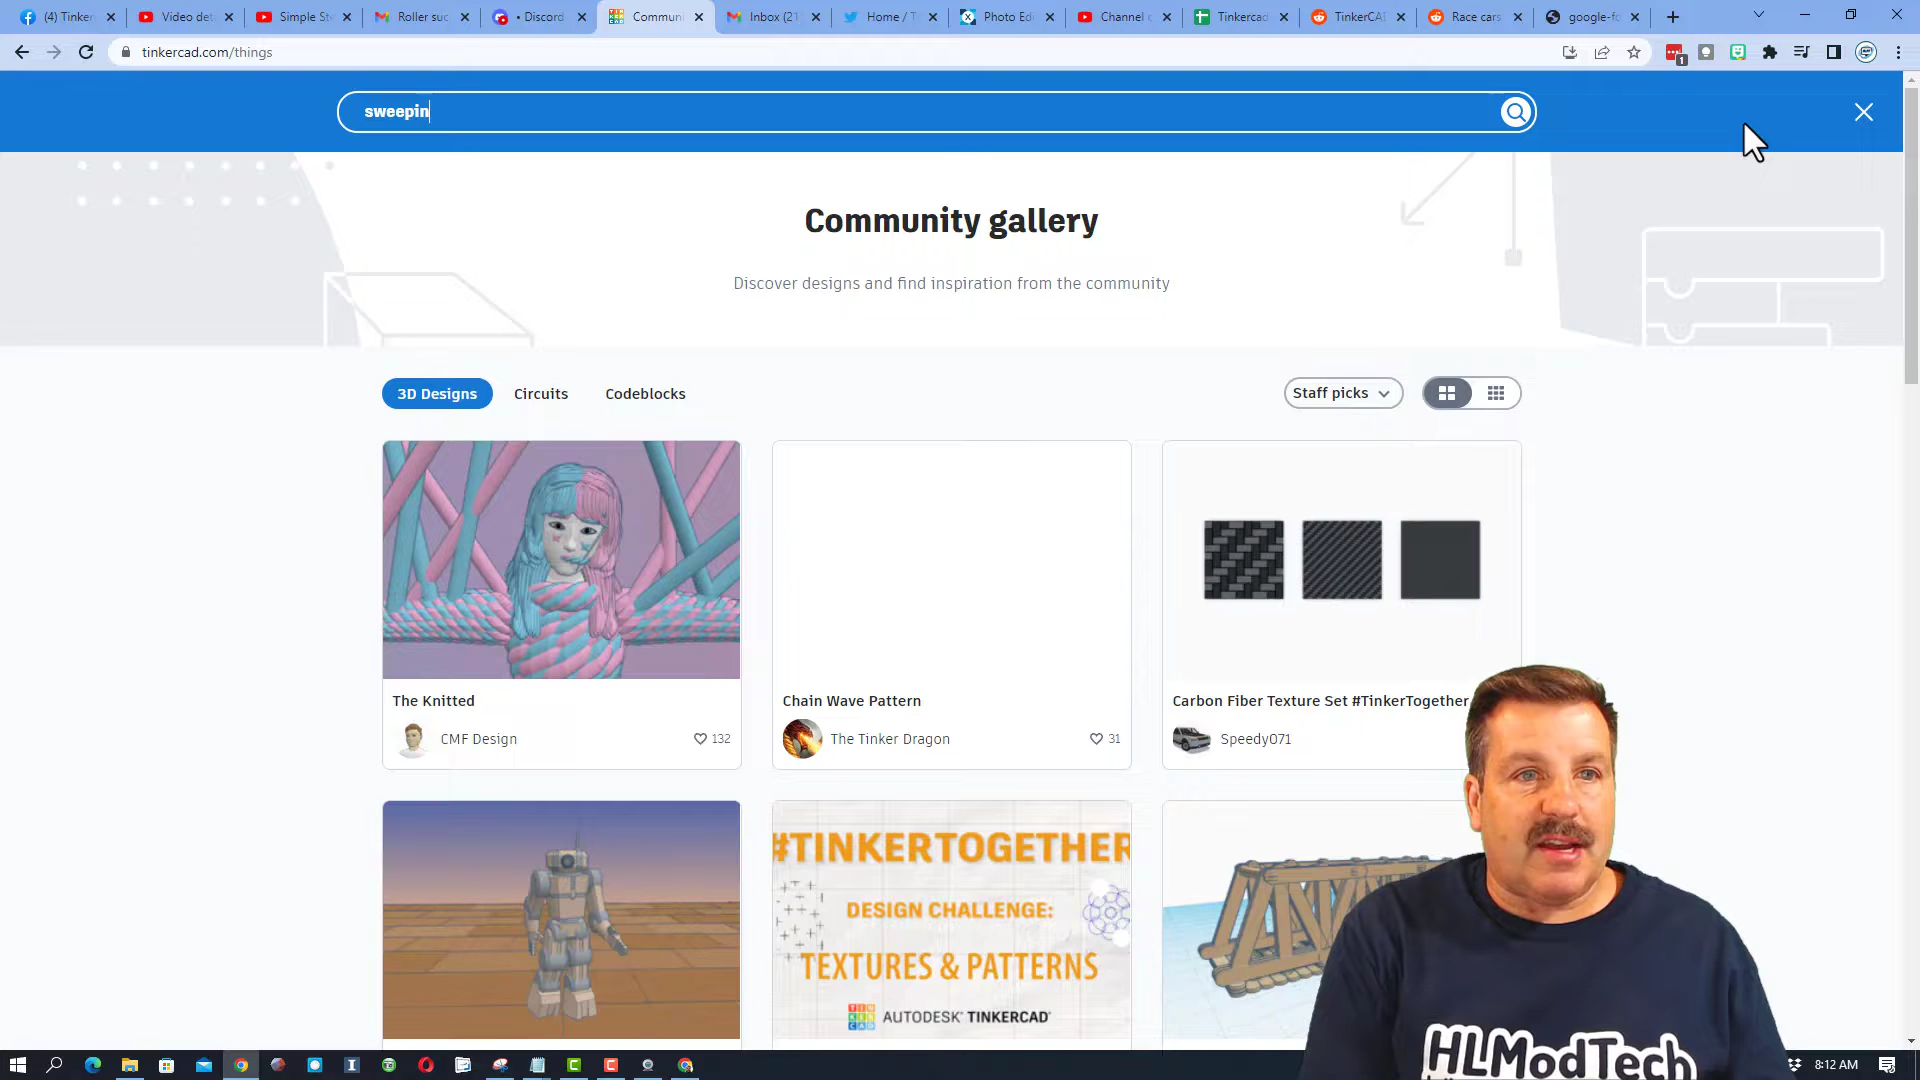 (4) Tinker
Video det
Simple St
Roller suc
• Discord
Communi
Inbox (21
Home / T
Photo Edi
Channel c
Tinkercad
TinkerCA
Race cars
google-fo
tinkercad.com/things
1
sweepin
Community gallery
Discover designs and find inspiration from the community
3D Designs
Circuits
Codeblocks
Staff picks
The Knitted
CMF Design
132
Chain Wave Pattern
The Tinker Dragon
31
Carbon Fiber Texture Set #TinkerTogether
Speedy071
#TINKERTOGETHER
DESIGN CHALLENGE:
TEXTURES & PATTERNS
AUTODESK® TINKERCAD®
HLModTech
8:12 AM